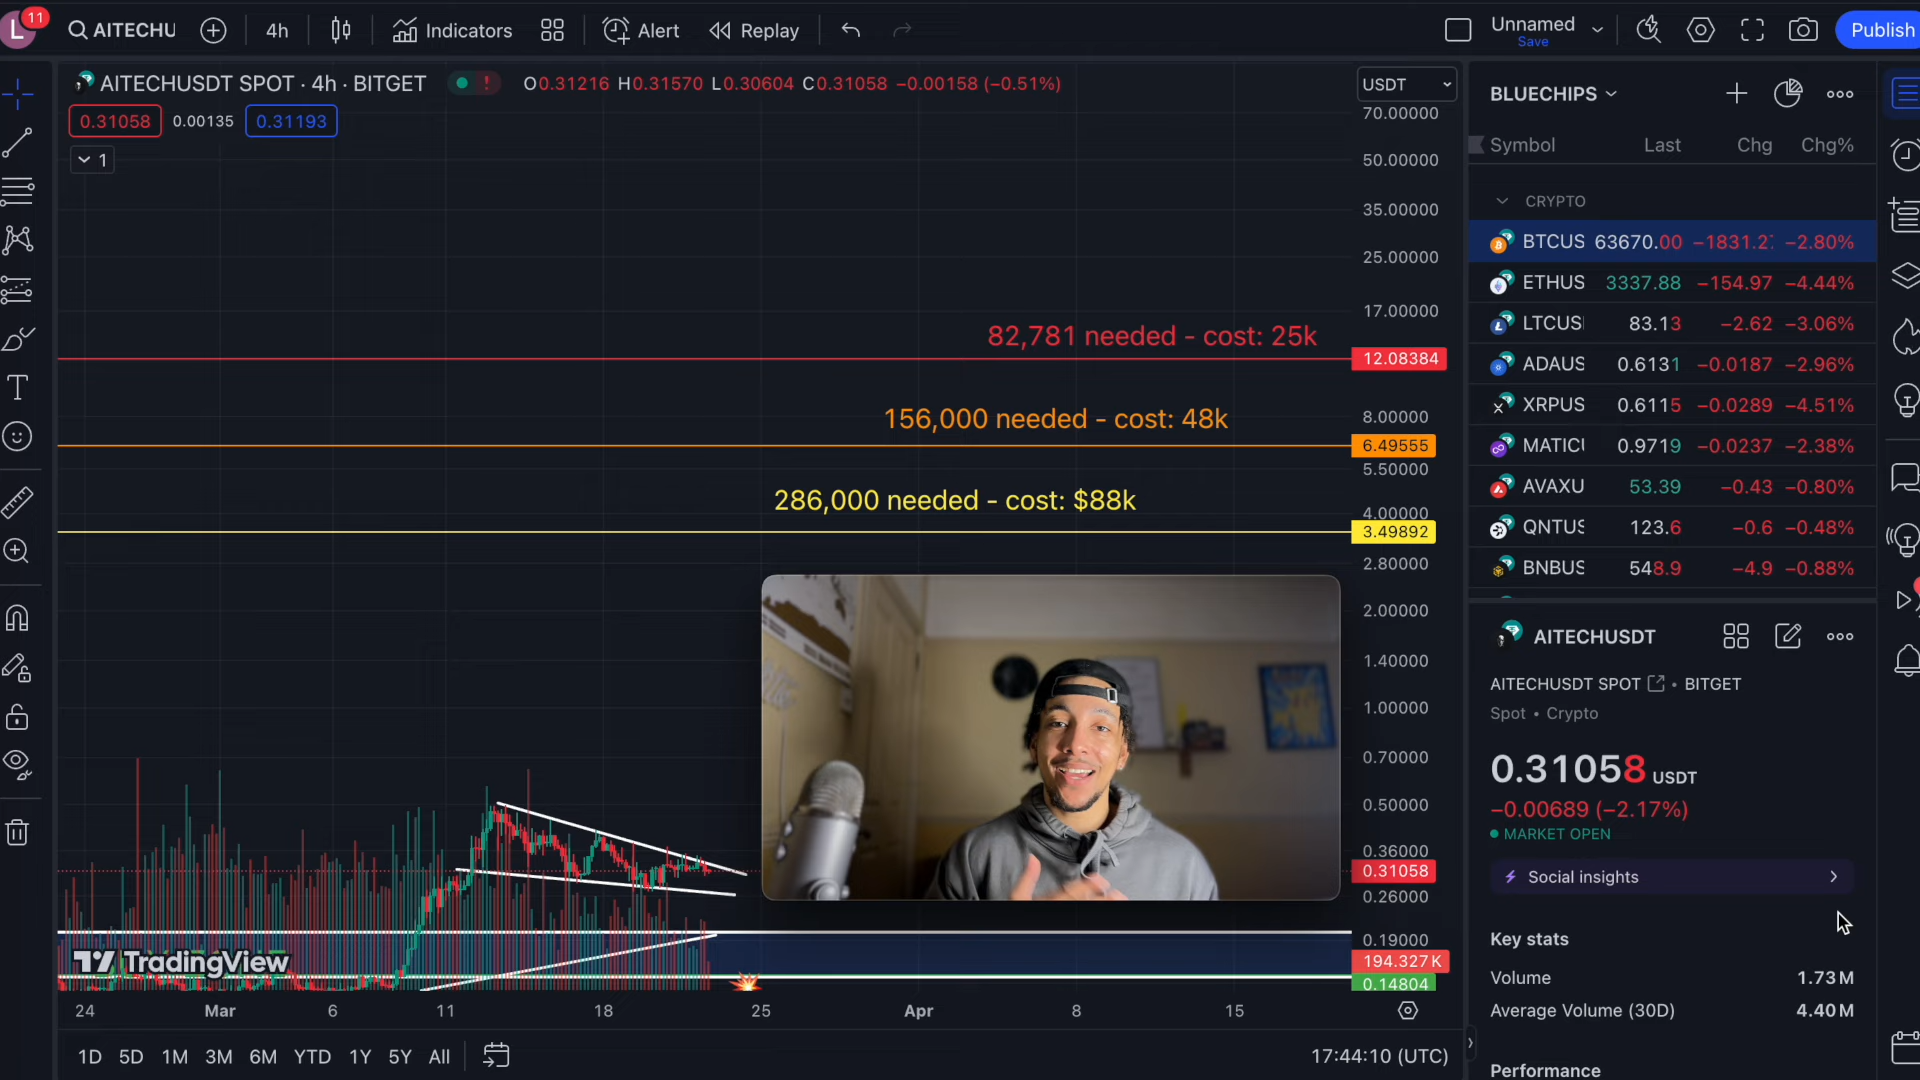 L 11 AITECHU 4h Indicators Alert Replay Unnamed Save Publish
AITECHUSDT SPOT · 4h · BITGET ! O0.31216 H0.31570 L0.30604 C0.31058 −0.00158 (−0.51%) USDT
0.31058 0.00135 0.31193
1
70.00000
50.00000
35.00000
25.00000
17.00000
82,781 needed - cost: 25k
12.08384
156,000 needed - cost: 48k
8.00000
6.49555
5.50000
286,000 needed - cost: $88k
4.00000
3.49892
2.80000
2.00000
1.40000
1.00000
0.70000
0.50000
0.36000
0.31058
0.26000
0.19000
194.327 K
0.14804
TradingView
24 Mar 6 11 18 25 Apr 8 15
1D 5D 1M 3M 6M YTD 1Y 5Y All 17:44:10 (UTC)
BLUECHIPS
Symbol Last Chg Chg%
CRYPTO
BTCUS 63670.00 −1831.2 −2.80%
ETHUS 3337.88 −154.97 −4.44%
LTCUS 83.13 −2.62 −3.06%
ADAUS 0.6131 −0.0187 −2.96%
XRPUS 0.6115 −0.0289 −4.51%
MATICU 0.9719 −0.0237 −2.38%
AVAXU 53.39 −0.43 −0.80%
QNTUS 123.6 −0.6 −0.48%
BNBUS 548.9 −4.9 −0.88%
AITECHUSDT
AITECHUSDT SPOT • BITGET
Spot • Crypto
0.31058 USDT
−0.00689 (−2.17%)
MARKET OPEN
Social insights
Key stats
Volume 1.73M
Average Volume (30D) 4.40M
Performance